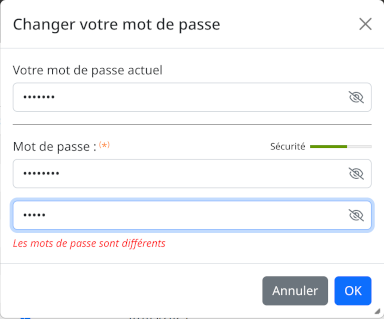 Changer votre mot de passe
Votre mot de passe actuel
•••••••
Mot de passe : (*)
Sécurité
••••••••
•••••
Les mots de passe sont différents
Annuler
OK